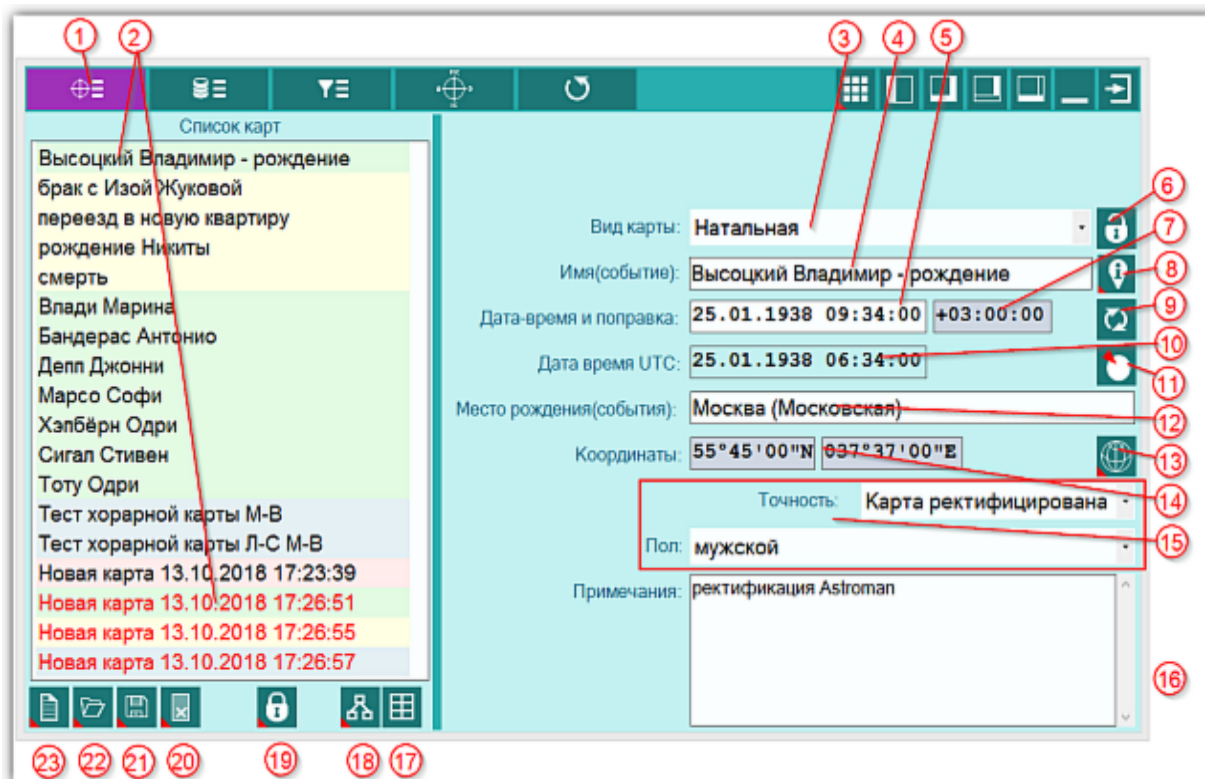 1 2 3 4 5
Список карт
Высоцкий Владимир - рождение
брак с Изой Жуковой
переезд в новую квартиру
рождение Никиты
смерть
Влади Марина
Бандерас Антонио
Депп Джонни
Марсо Софи
Хэпбёрн Одри
Сигал Стивен
Тоту Одри
Тест хорарной карты М-В
Тест хорарной карты Л-С М-В
Новая карта 13.10.2018 17:23:39
Новая карта 13.10.2018 17:26:51
Новая карта 13.10.2018 17:26:55
Новая карта 13.10.2018 17:26:57
Вид карты: Натальная 6
7
Имя(событие): Высоцкий Владимир - рождение 8
Дата-время и поправка: 25.01.1938 09:34:00 +03:00:00 9
10
Дата время UTC: 25.01.1938 06:34:00 11
Место рождения(события): Москва (Московская) 12
Координаты: 55°45'00"N 037°37'00"E 13
14
Точность: Карта ректифицирована
15
Пол: мужской
Примечания: ректификация Astroman
16
23 22 21 20 19 18 17